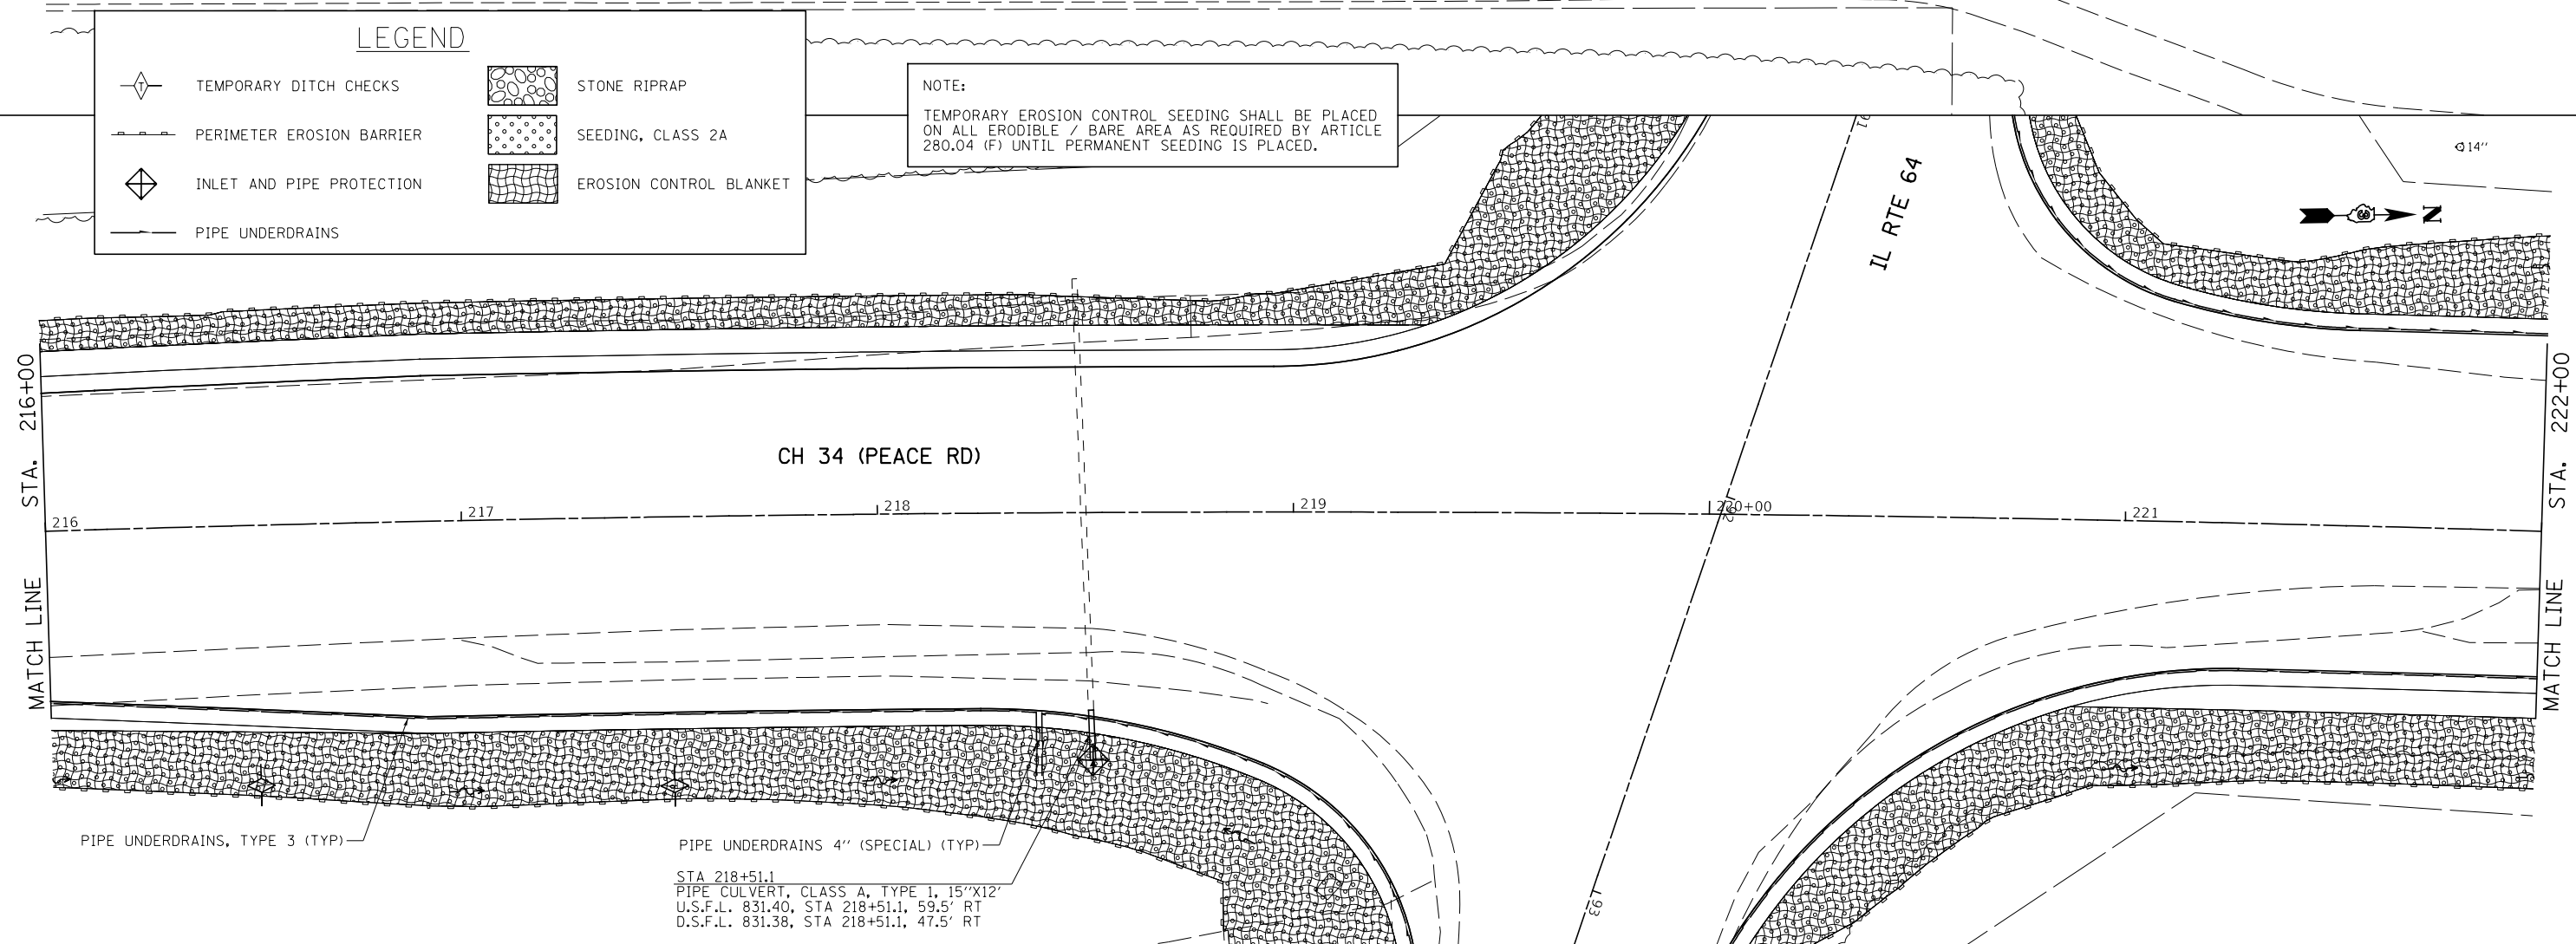 LEGEND
TEMPORARY DITCH CHECKS
STONE RIPRAP
PERIMETER EROSION BARRIER
SEEDING, CLASS 2A
INLET AND PIPE PROTECTION
EROSION CONTROL BLANKET
PIPE UNDERDRAINS
T
NOTE:
TEMPORARY EROSION CONTROL SEEDING SHALL BE PLACED
ON ALL ERODIBLE / BARE AREA AS REQUIRED BY ARTICLE
280.04 (F) UNTIL PERMANENT SEEDING IS PLACED.
91
IL RTE 64
14''
N
MATCH LINE STA. 216+00
CH 34 (PEACE RD)
216
217
218
219
220+00
192
221
MATCH LINE STA. 222+00
193
PIPE UNDERDRAINS, TYPE 3 (TYP)
PIPE UNDERDRAINS 4'' (SPECIAL) (TYP)
STA 218+51.1
PIPE CULVERT, CLASS A, TYPE 1, 15''X12'
U.S.F.L. 831.40, STA 218+51.1, 59.5' RT
D.S.F.L. 831.38, STA 218+51.1, 47.5' RT